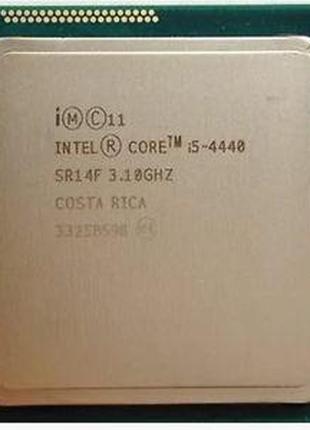 i Ⓜ Ⓒ 11
INTEL® CORE™ i5-4440
SR14F 3.10GHZ
COSTA RICA
3325B598